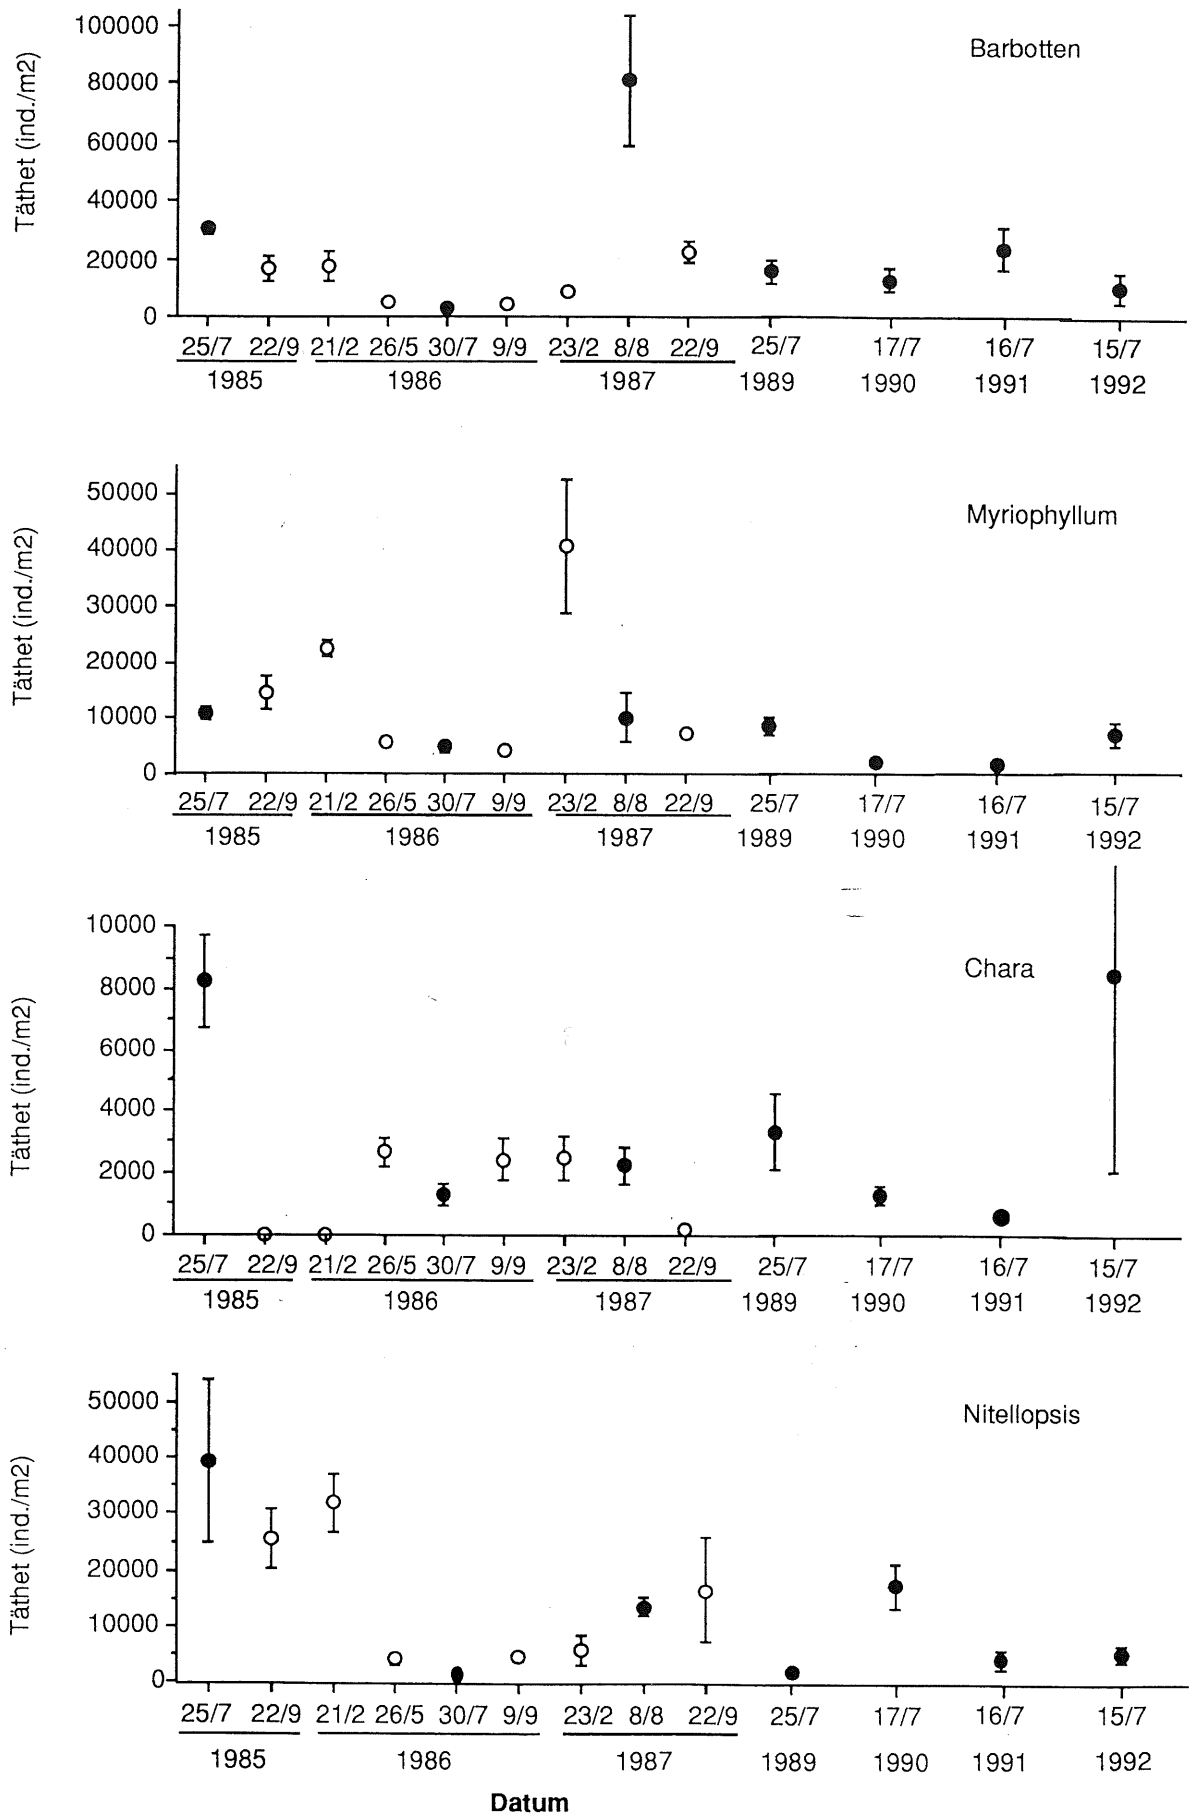 Täthet (ind./m2)
Barbotten
100000
80000
60000
40000
20000
0
25/7 22/9 21/2 26/5 30/7 9/9 23/2 8/8 22/9 25/7 17/7 16/7 15/7
1985 1986 1987 1989 1990 1991 1992
Täthet (ind./m2)
Myriophyllum
50000
40000
30000
20000
10000
0
25/7 22/9 21/2 26/5 30/7 9/9 23/2 8/8 22/9 25/7 17/7 16/7 15/7
1985 1986 1987 1989 1990 1991 1992
Täthet (ind./m2)
Chara
10000
8000
6000
4000
2000
0
25/7 22/9 21/2 26/5 30/7 9/9 23/2 8/8 22/9 25/7 17/7 16/7 15/7
1985 1986 1987 1989 1990 1991 1992
Täthet (ind./m2)
Nitellopsis
50000
40000
30000
20000
10000
0
25/7 22/9 21/2 26/5 30/7 9/9 23/2 8/8 22/9 25/7 17/7 16/7 15/7
1985 1986 1987 1989 1990 1991 1992
Datum